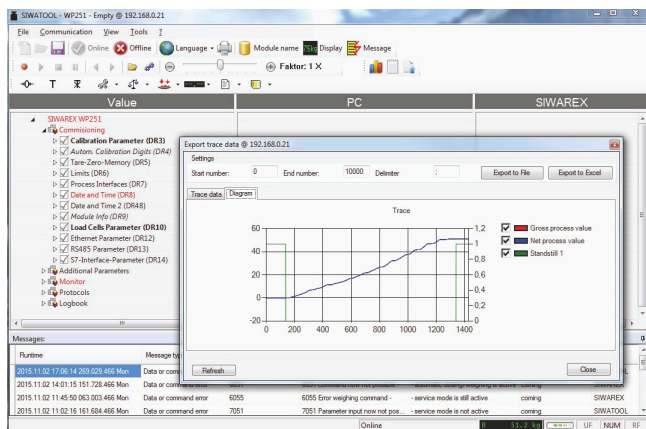 SIWATOOL - WP251 - Empty @ 192.168.0.21
File Communication View Tools ?
Online Offline Language Module name Display Message
Faktor: 1 X
T
Value PC SIWAREX
SIWAREX WP251
Commisioning
Calibration Parameter (DR3)
Autom. Calibration Digits (DR4)
Tare-Zero-Memory (DR5)
Limits (DR6)
Process Interfaces (DR7)
Date and Time (DR8)
Date and Time 2 (DR48)
Module Info (DR9)
Load Cells Parameter (DR10)
Ethernet Parameter (DR12)
RS485 Parameter (DR13)
S7-Interface-Parameter (DR14)
Additional Parameters
Monitor
Protocols
Logbook
Export trace data @ 192.168.0.21
Settings
Start number: 0 End number: 10000 Delimiter ; Export to File Export to Excel
Trace data Diagram
Trace
60 1,2
1
40 0,8
20 0,6
0,4
0 0,2
-20 0
0 200 400 600 800 1000 1200 1400
Gross process value
Net process value
Standstill 1
Refresh Close
Messages:
Runtime Message typ
2015.11.02 17:06:14 269.029.466 Mon Data or comm
2015.11.02 14:01:15 151.728.466 Mon Data or command error
2015.11.02 11:45:50 063.003.466 Mon Data or command error 6055 6055 Error weighing command - - service mode is still active coming
2015.11.02 11:02:16 161.684.466 Mon Data or command error 7051 7051 Parameter input now not pos... - service mode is not active coming SIWATOOL
Online B 51.2 kg UF NUM RF